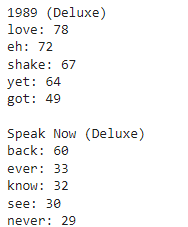 1989 (Deluxe)
love: 78
eh: 72
shake: 67
yet: 64
got: 49

Speak Now (Deluxe)
back: 60
ever: 33
know: 32
see: 30
never: 29